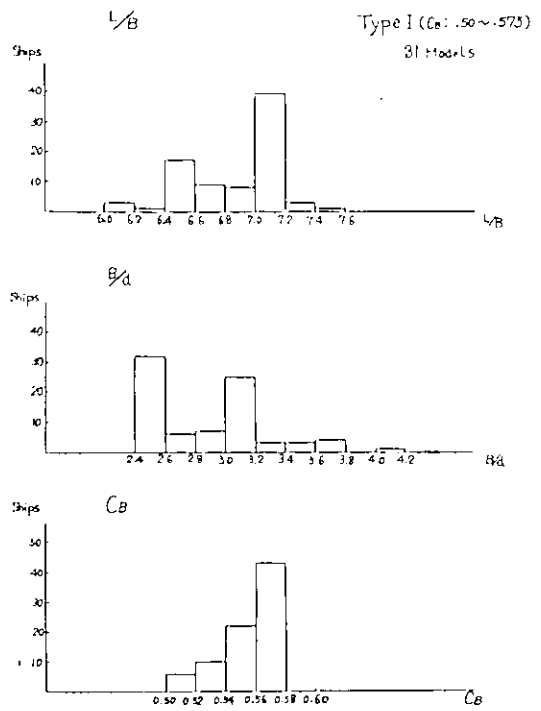 L/B
Type I (CB: .50~.575)
31 Models
Ships
40
30
20
10
6.0 6.2 6.4 6.6 6.8 7.0 7.2 7.4 7.6
L/B
B/d
Ships
40
30
20
10
2.4 2.6 2.8 3.0 3.2 3.4 3.6 3.8 4.0 4.2
B/d
CB
Ships
50
40
30
20
10
0.50 0.52 0.54 0.56 0.58 0.60
CB